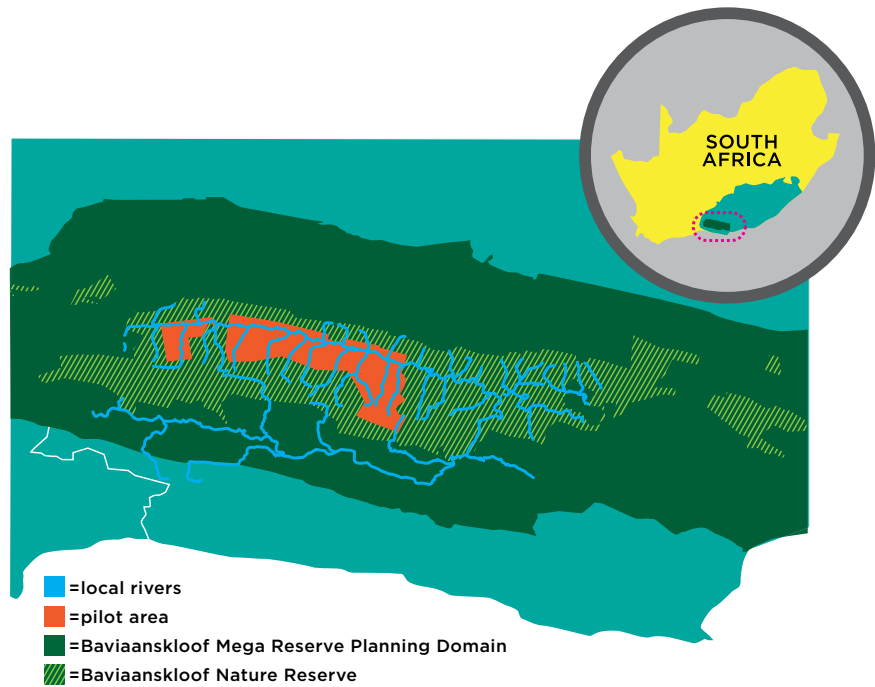 SOUTH
AFRICA
=local rivers
=pilot area
=Baviaanskloof Mega Reserve Planning Domain
=Baviaanskloof Nature Reserve